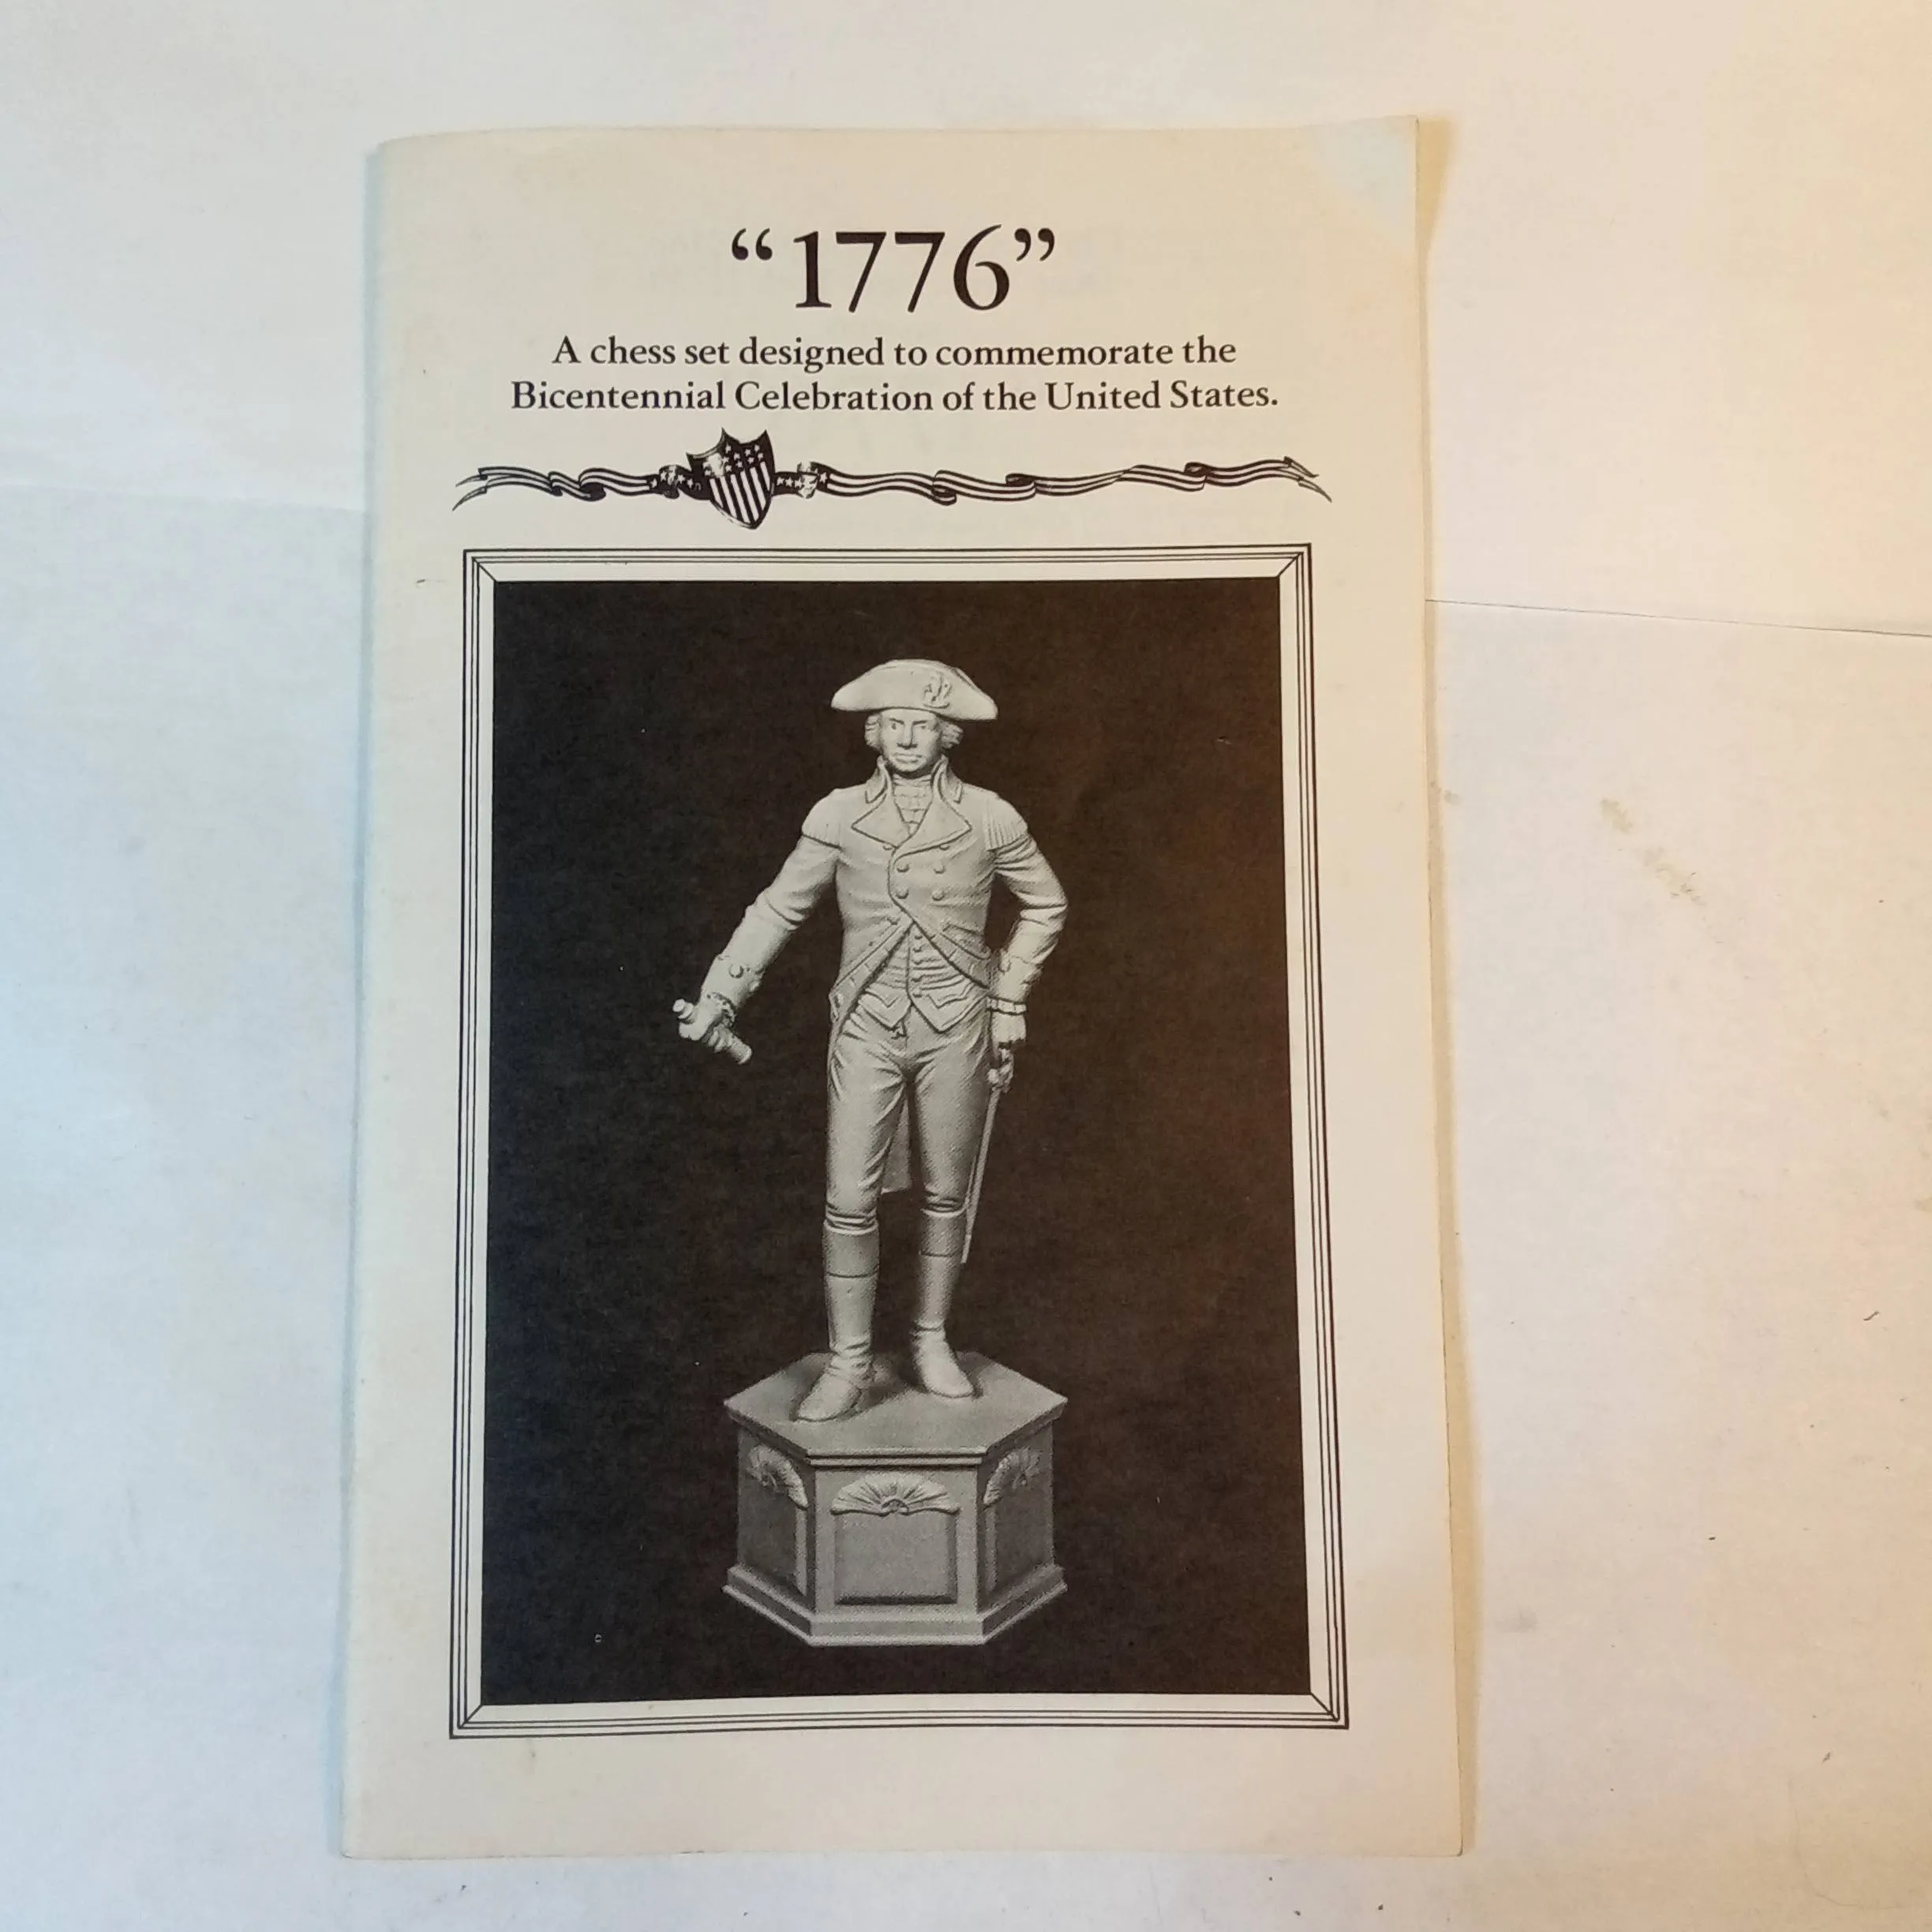 “1776”
A chess set designed to commemorate the
Bicentennial Celebration of the United States.